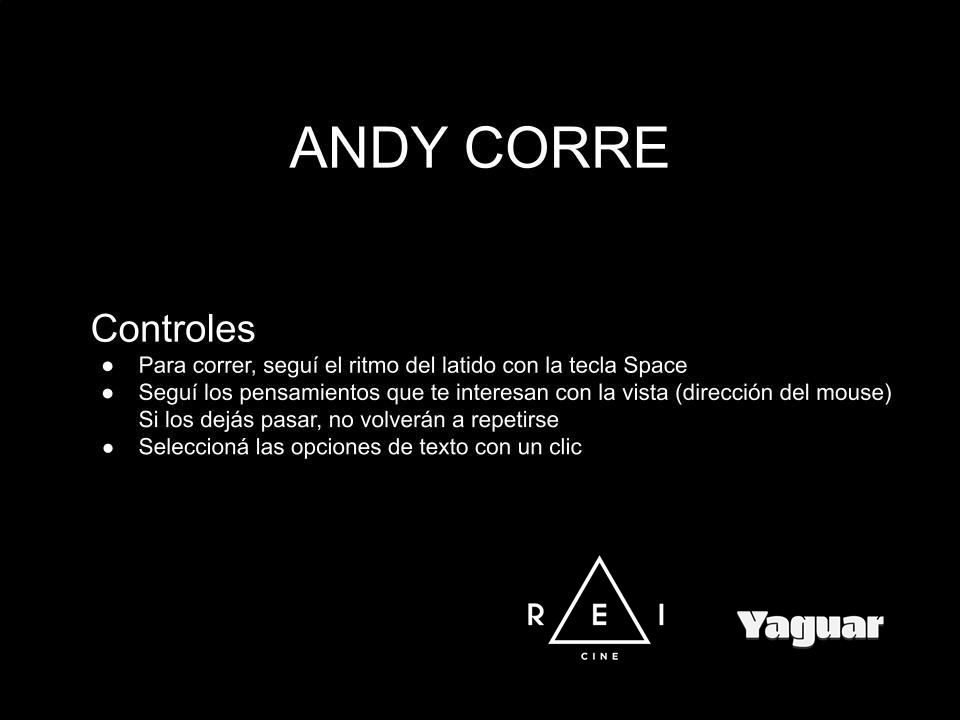 ANDY CORRE
Controles
● Para correr, seguí el ritmo del latido con la tecla Space
● Seguí los pensamientos que te interesan con la vista (dirección del mouse)
Si los dejás pasar, no volverán a repetirse
● Seleccioná las opciones de texto con un clic
R E I
CINE
Yaguar